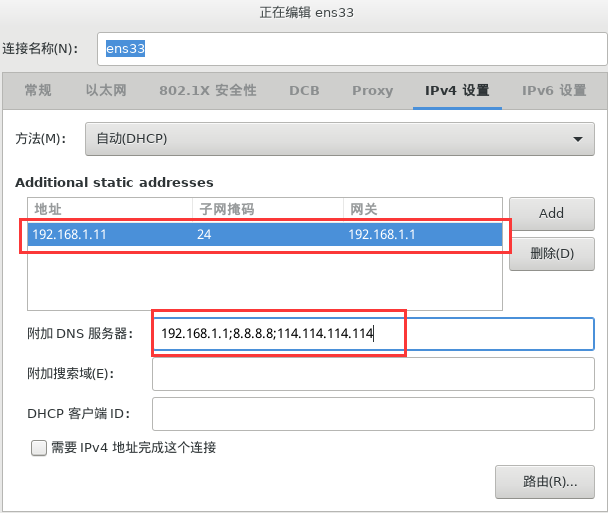 正在编辑 ens33
连接名称(N): ens33
常规 以太网 802.1X 安全性 DCB Proxy IPv4 设置 IPv6 设置
方法(M): 自动(DHCP)
Additional static addresses
地址 子网掩码 网关
192.168.1.11 24 192.168.1.1
Add
删除(D)
附加 DNS 服务器: 192.168.1.1;8.8.8.8;114.114.114.114
附加搜索域(E):
DHCP 客户端 ID:
需要 IPv4 地址完成这个连接
路由(R)...